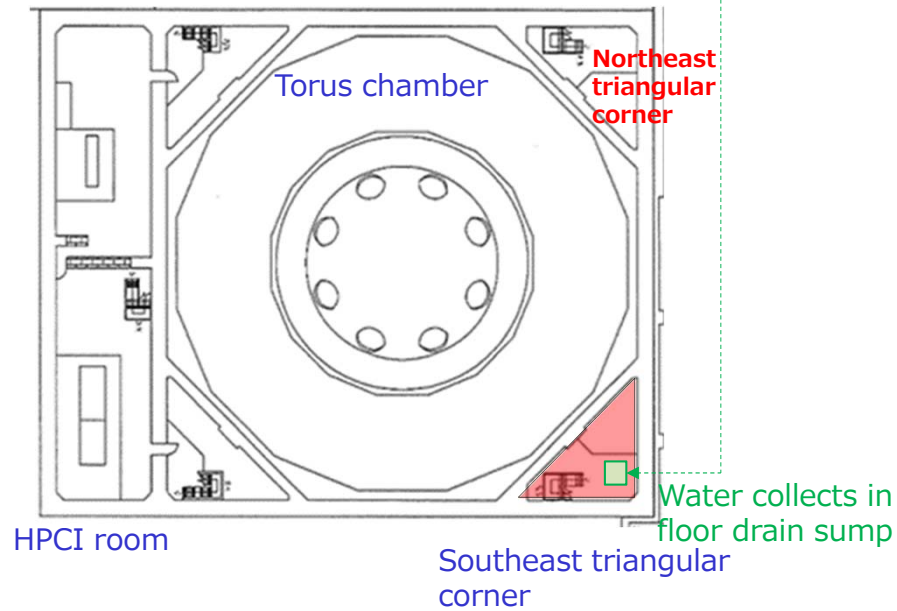 Torus chamber
Northeast
triangular
corner
Water collects in
floor drain sump
HPCI room
Southeast triangular
corner